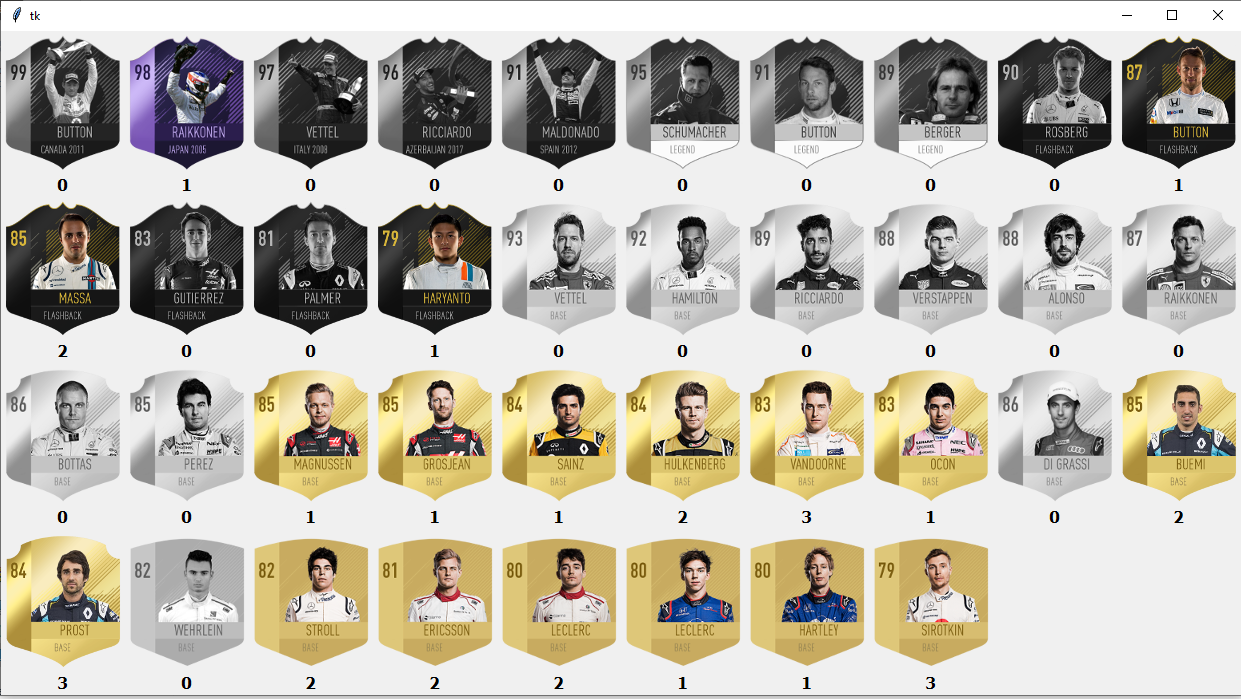 tk
99 98 97 96 91 95 91 89 90 87
BUTTON RAIKKONEN VETTEL RICCIARDO MALDONADO SCHUMACHER BUTTON BERGER ROSBERG BUTTON
CANADA 2011 JAPAN 2005 ITALY 2008 AZERBAIJAN 2017 SPAIN 2012 LEGEND LEGEND LEGEND FLASHBACK FLASHBACK
0 1 0 0 0 0 0 0 0 1
85 83 81 79 93 92 89 88 88 87
MASSA GUTIERREZ PALMER HARYANTO VETTEL HAMILTON RICCIARDO VERSTAPPEN ALONSO RAIKKONEN
FLASHBACK FLASHBACK FLASHBACK FLASHBACK BASE BASE BASE BASE BASE BASE
2 0 0 1 0 0 0 0 0 0
86 85 85 85 84 84 83 83 86 85
BOTTAS PEREZ MAGNUSSEN GROSJEAN SAINZ HULKENBERG VANDOORNE OCON DI GRASSI BUEMI
BASE BASE BASE BASE BASE BASE BASE BASE BASE BASE
0 0 1 1 1 2 3 1 0 2
84 82 82 81 80 80 80 79
PROST WEHRLEIN STROLL ERICSSON LECLERC LECLERC HARTLEY SIROTKIN
BASE BASE BASE BASE BASE BASE BASE BASE
3 0 2 2 2 1 1 3